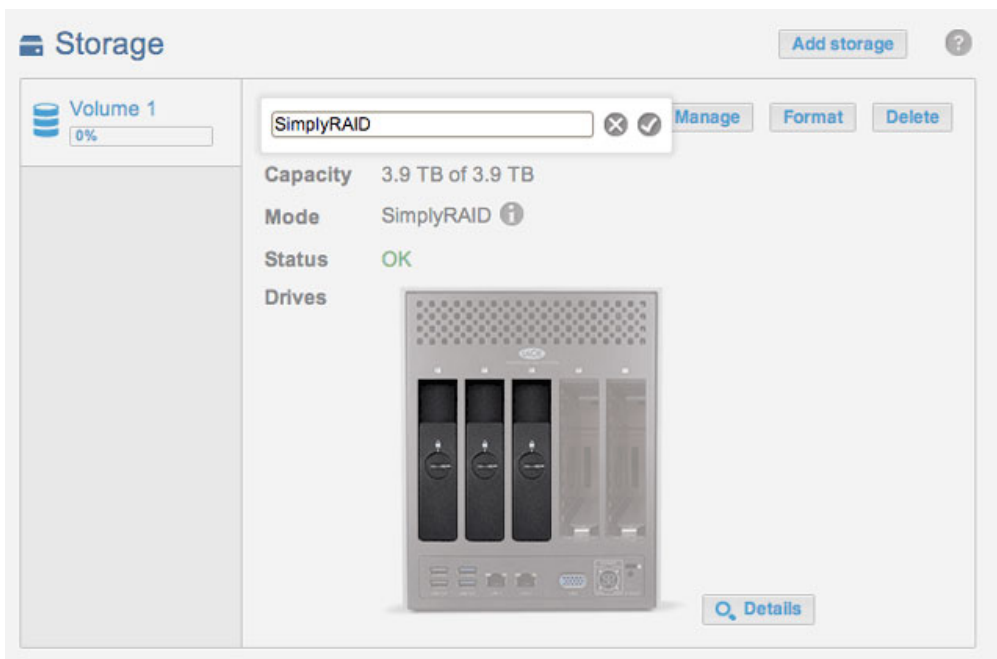 Storage
Add storage
?
Volume 1
0%
SimplyRAID
Manage
Format
Delete
Capacity 3.9 TB of 3.9 TB
Mode SimplyRAID i
Status OK
Drives
LACIE
Details